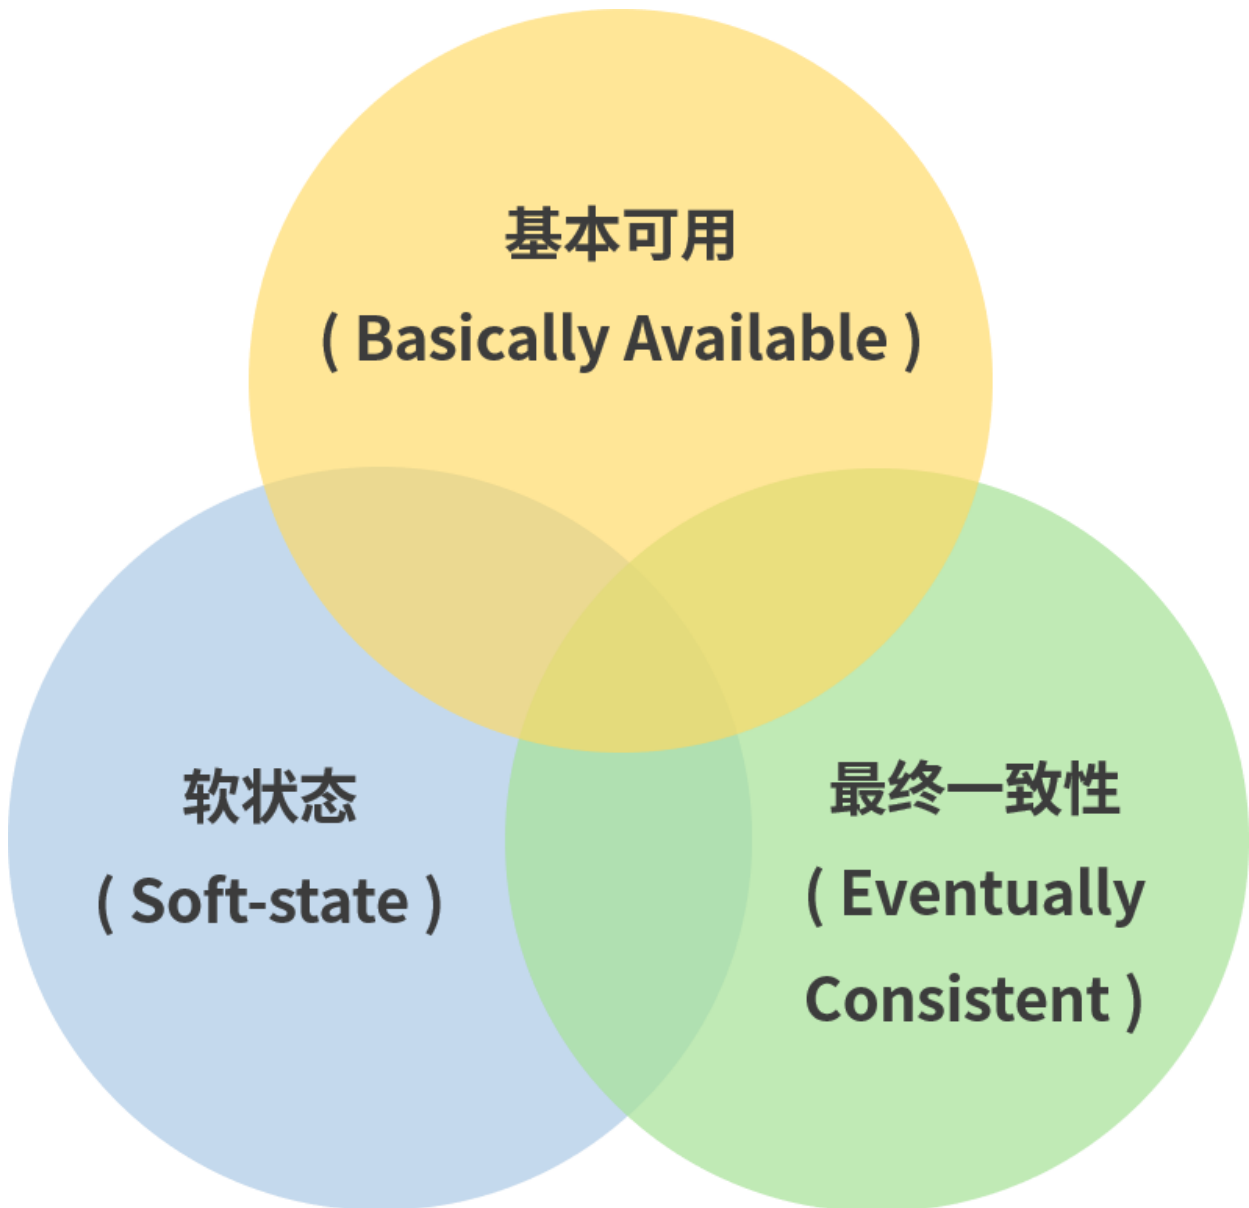 基本可用
( Basically Available )
软状态
( Soft-state )
最终一致性
( Eventually
Consistent )